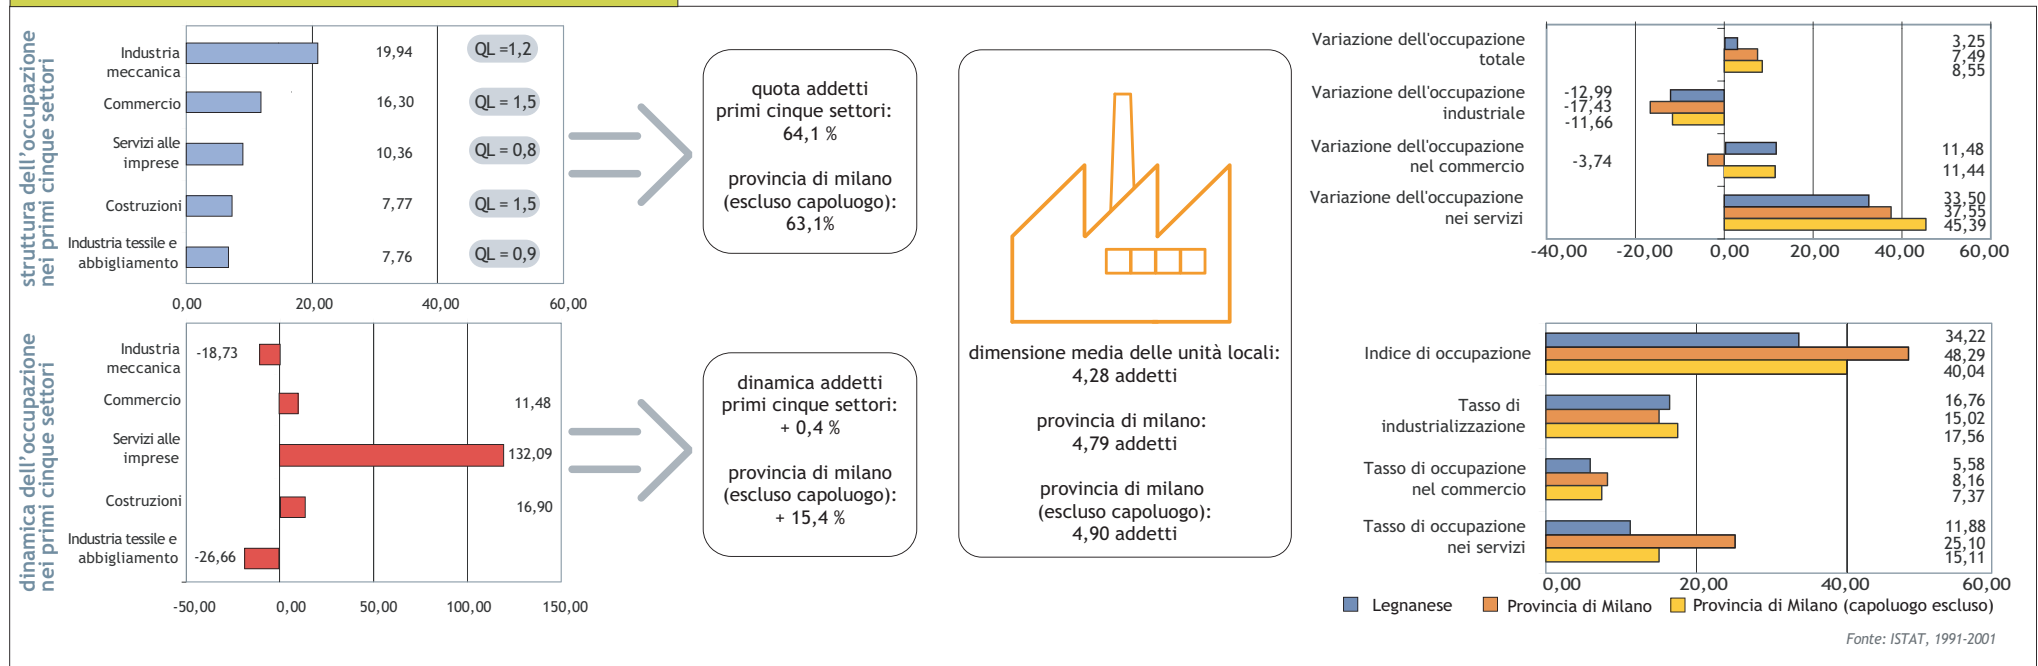 struttura dell'occupazione
nei primi cinque settori
Industria
meccanica
19,94
QL =1,2
Commercio
16,30
QL = 1,5
Servizi alle
imprese
10,36
QL = 0,8
Costruzioni
7,77
QL = 1,5
Industria tessile e
abbigliamento
7,76
QL = 0,9
0,00
20,00
40,00
60,00
quota addetti
primi cinque settori:
64,1 %
provincia di milano
(escluso capoluogo):
63,1%
dinamica dell'occupazione
nei primi cinque settori
Industria
meccanica
-18,73
Commercio
11,48
Servizi alle
imprese
132,09
Costruzioni
16,90
Industria tessile e
abbigliamento
-26,66
-50,00
0,00
50,00
100,00
150,00
dinamica addetti
primi cinque settori:
+ 0,4 %
provincia di milano
(escluso capoluogo):
+ 15,4 %
dimensione media delle unità locali:
4,28 addetti
provincia di milano:
4,79 addetti
provincia di milano
(escluso capoluogo):
4,90 addetti
Variazione dell'occupazione
totale
3,25
7,49
8,55
Variazione dell'occupazione
industriale
-12,99
-17,43
-11,66
Variazione dell'occupazione
nel commercio
-3,74
11,48
11,44
Variazione dell'occupazione
nei servizi
33,50
37,55
45,39
-40,00
-20,00
0,00
20,00
40,00
60,00
Indice di occupazione
34,22
48,29
40,04
Tasso di
industrializzazione
16,76
15,02
17,56
Tasso di occupazione
nel commercio
5,58
8,16
7,37
Tasso di occupazione
nei servizi
11,88
25,10
15,11
0,00
20,00
40,00
60,00
Legnanese
Provincia di Milano
Provincia di Milano (capoluogo escluso)
Fonte: ISTAT, 1991-2001